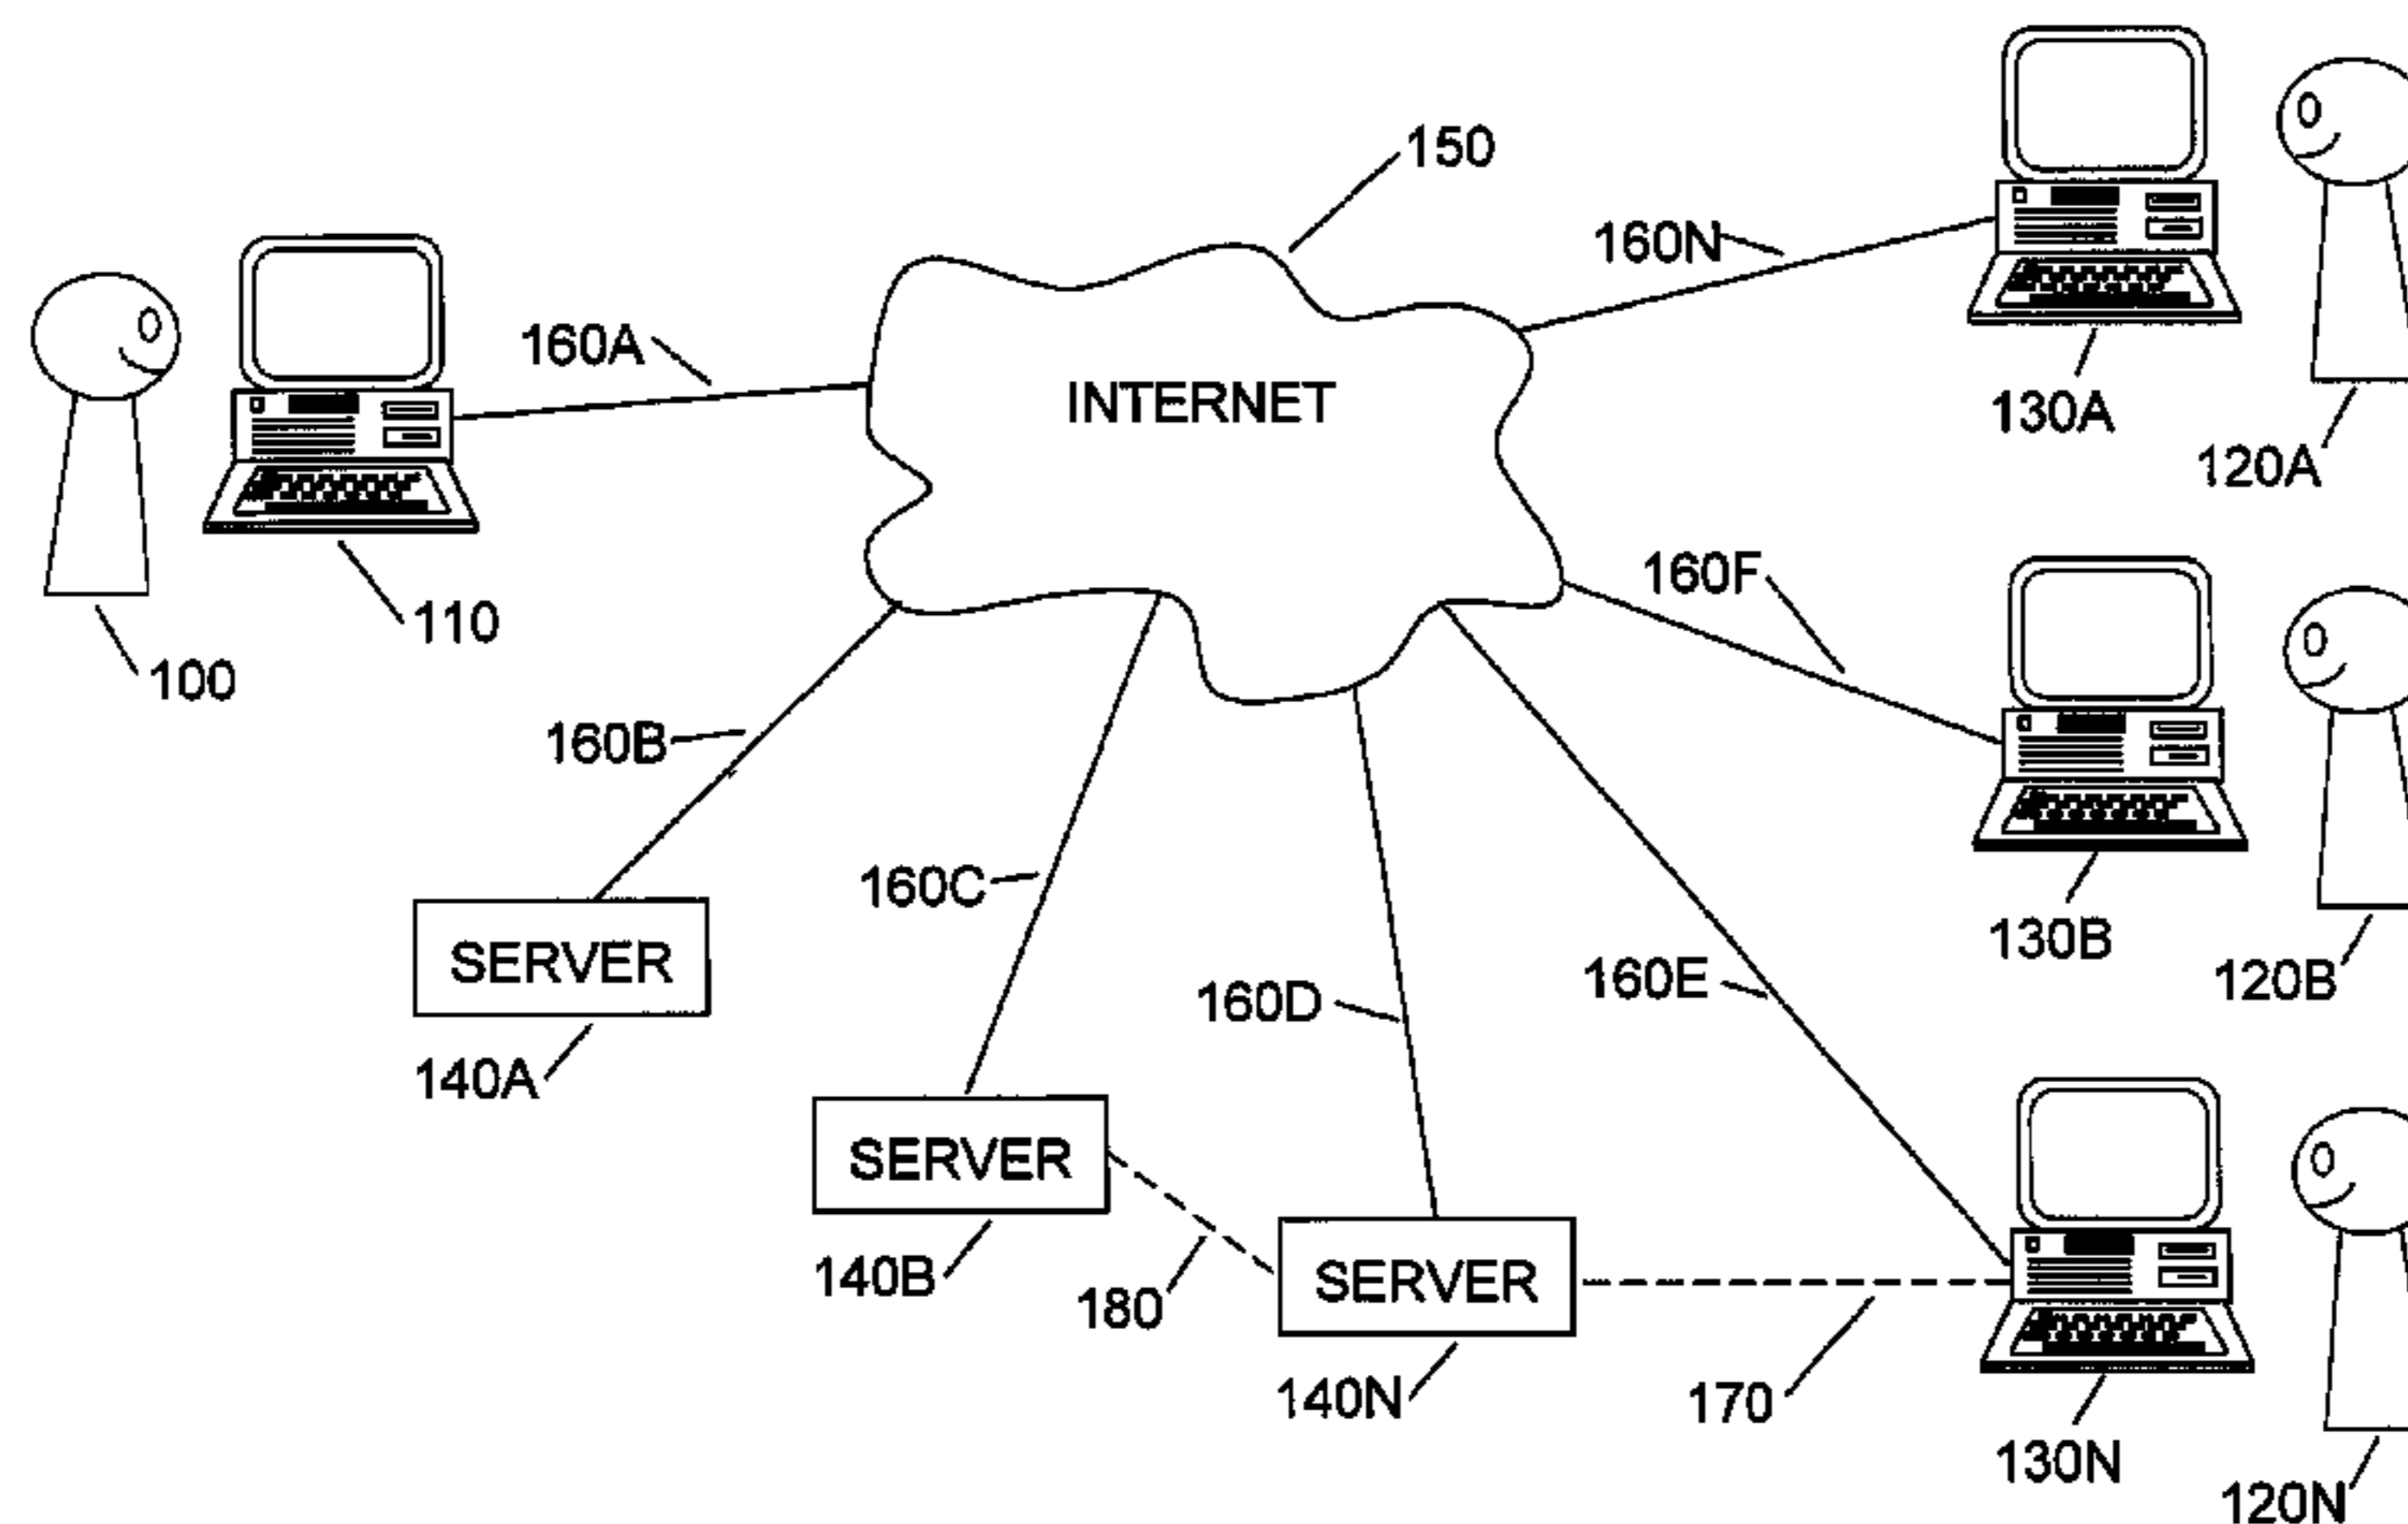 150
160N
160A
INTERNET
130A
120A
110
100
160F
160B
160C
130B
120B
SERVER
160D
160E
140A
SERVER
140B
180
SERVER
140N
170
130N
120N